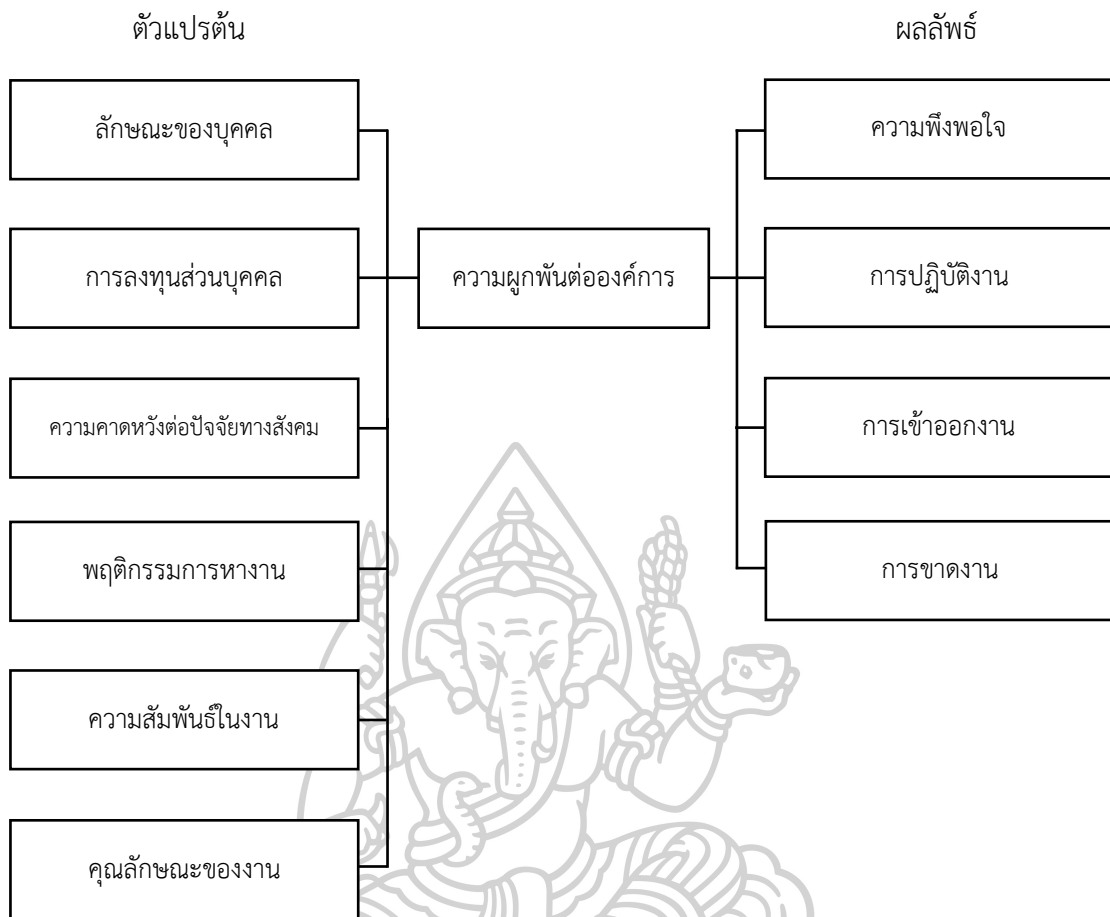 ตัวแปรต้น
ผลลัพธ์
ลักษณะของบุคคล
ความพึงพอใจ
การลงทุนส่วนบุคคล
ความผูกพันต่อองค์การ
การปฏิบัติงาน
ความคาดหวังต่อปัจจัยทางสังคม
การเข้าออกงาน
พฤติกรรมการหางาน
การขาดงาน
ความสัมพันธ์ในงาน
คุณลักษณะของงาน